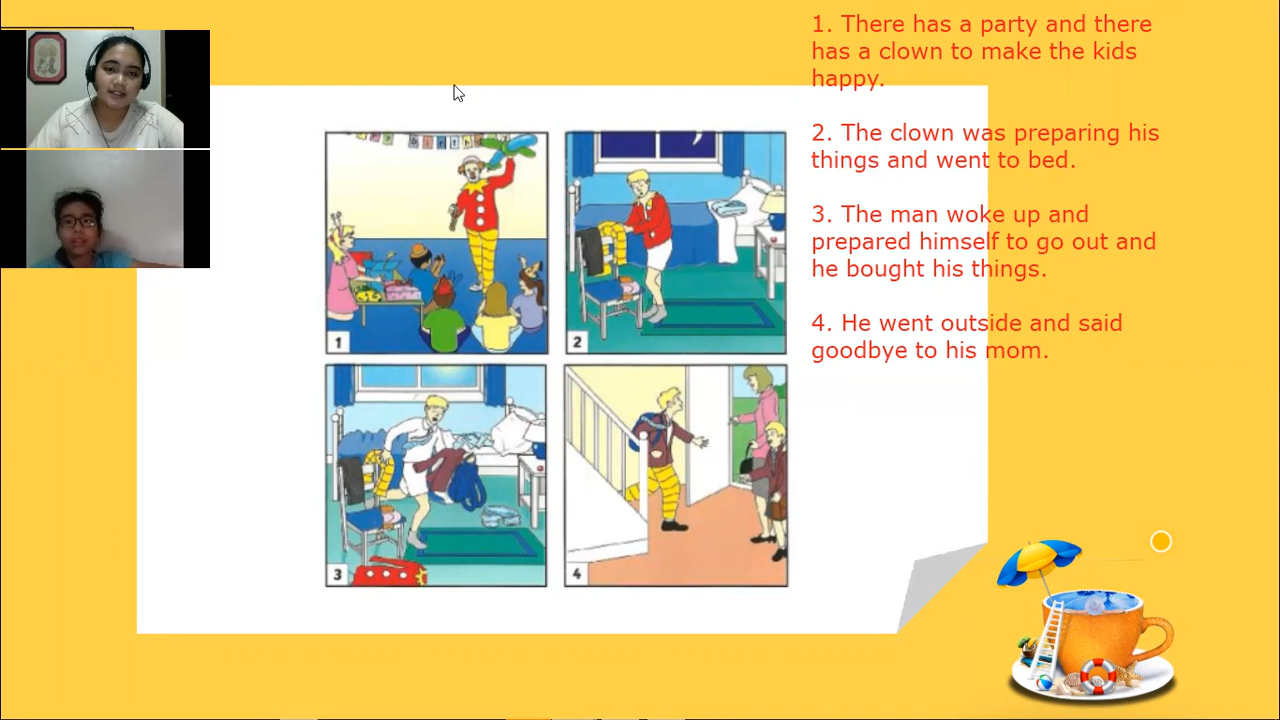 1. There has a party and there
has a clown to make the kids
happy.
2. The clown was preparing his
things and went to bed.
3. The man woke up and
prepared himself to go out and
he bought his things.
4. He went outside and said
goodbye to his mom.
1
2
3
4